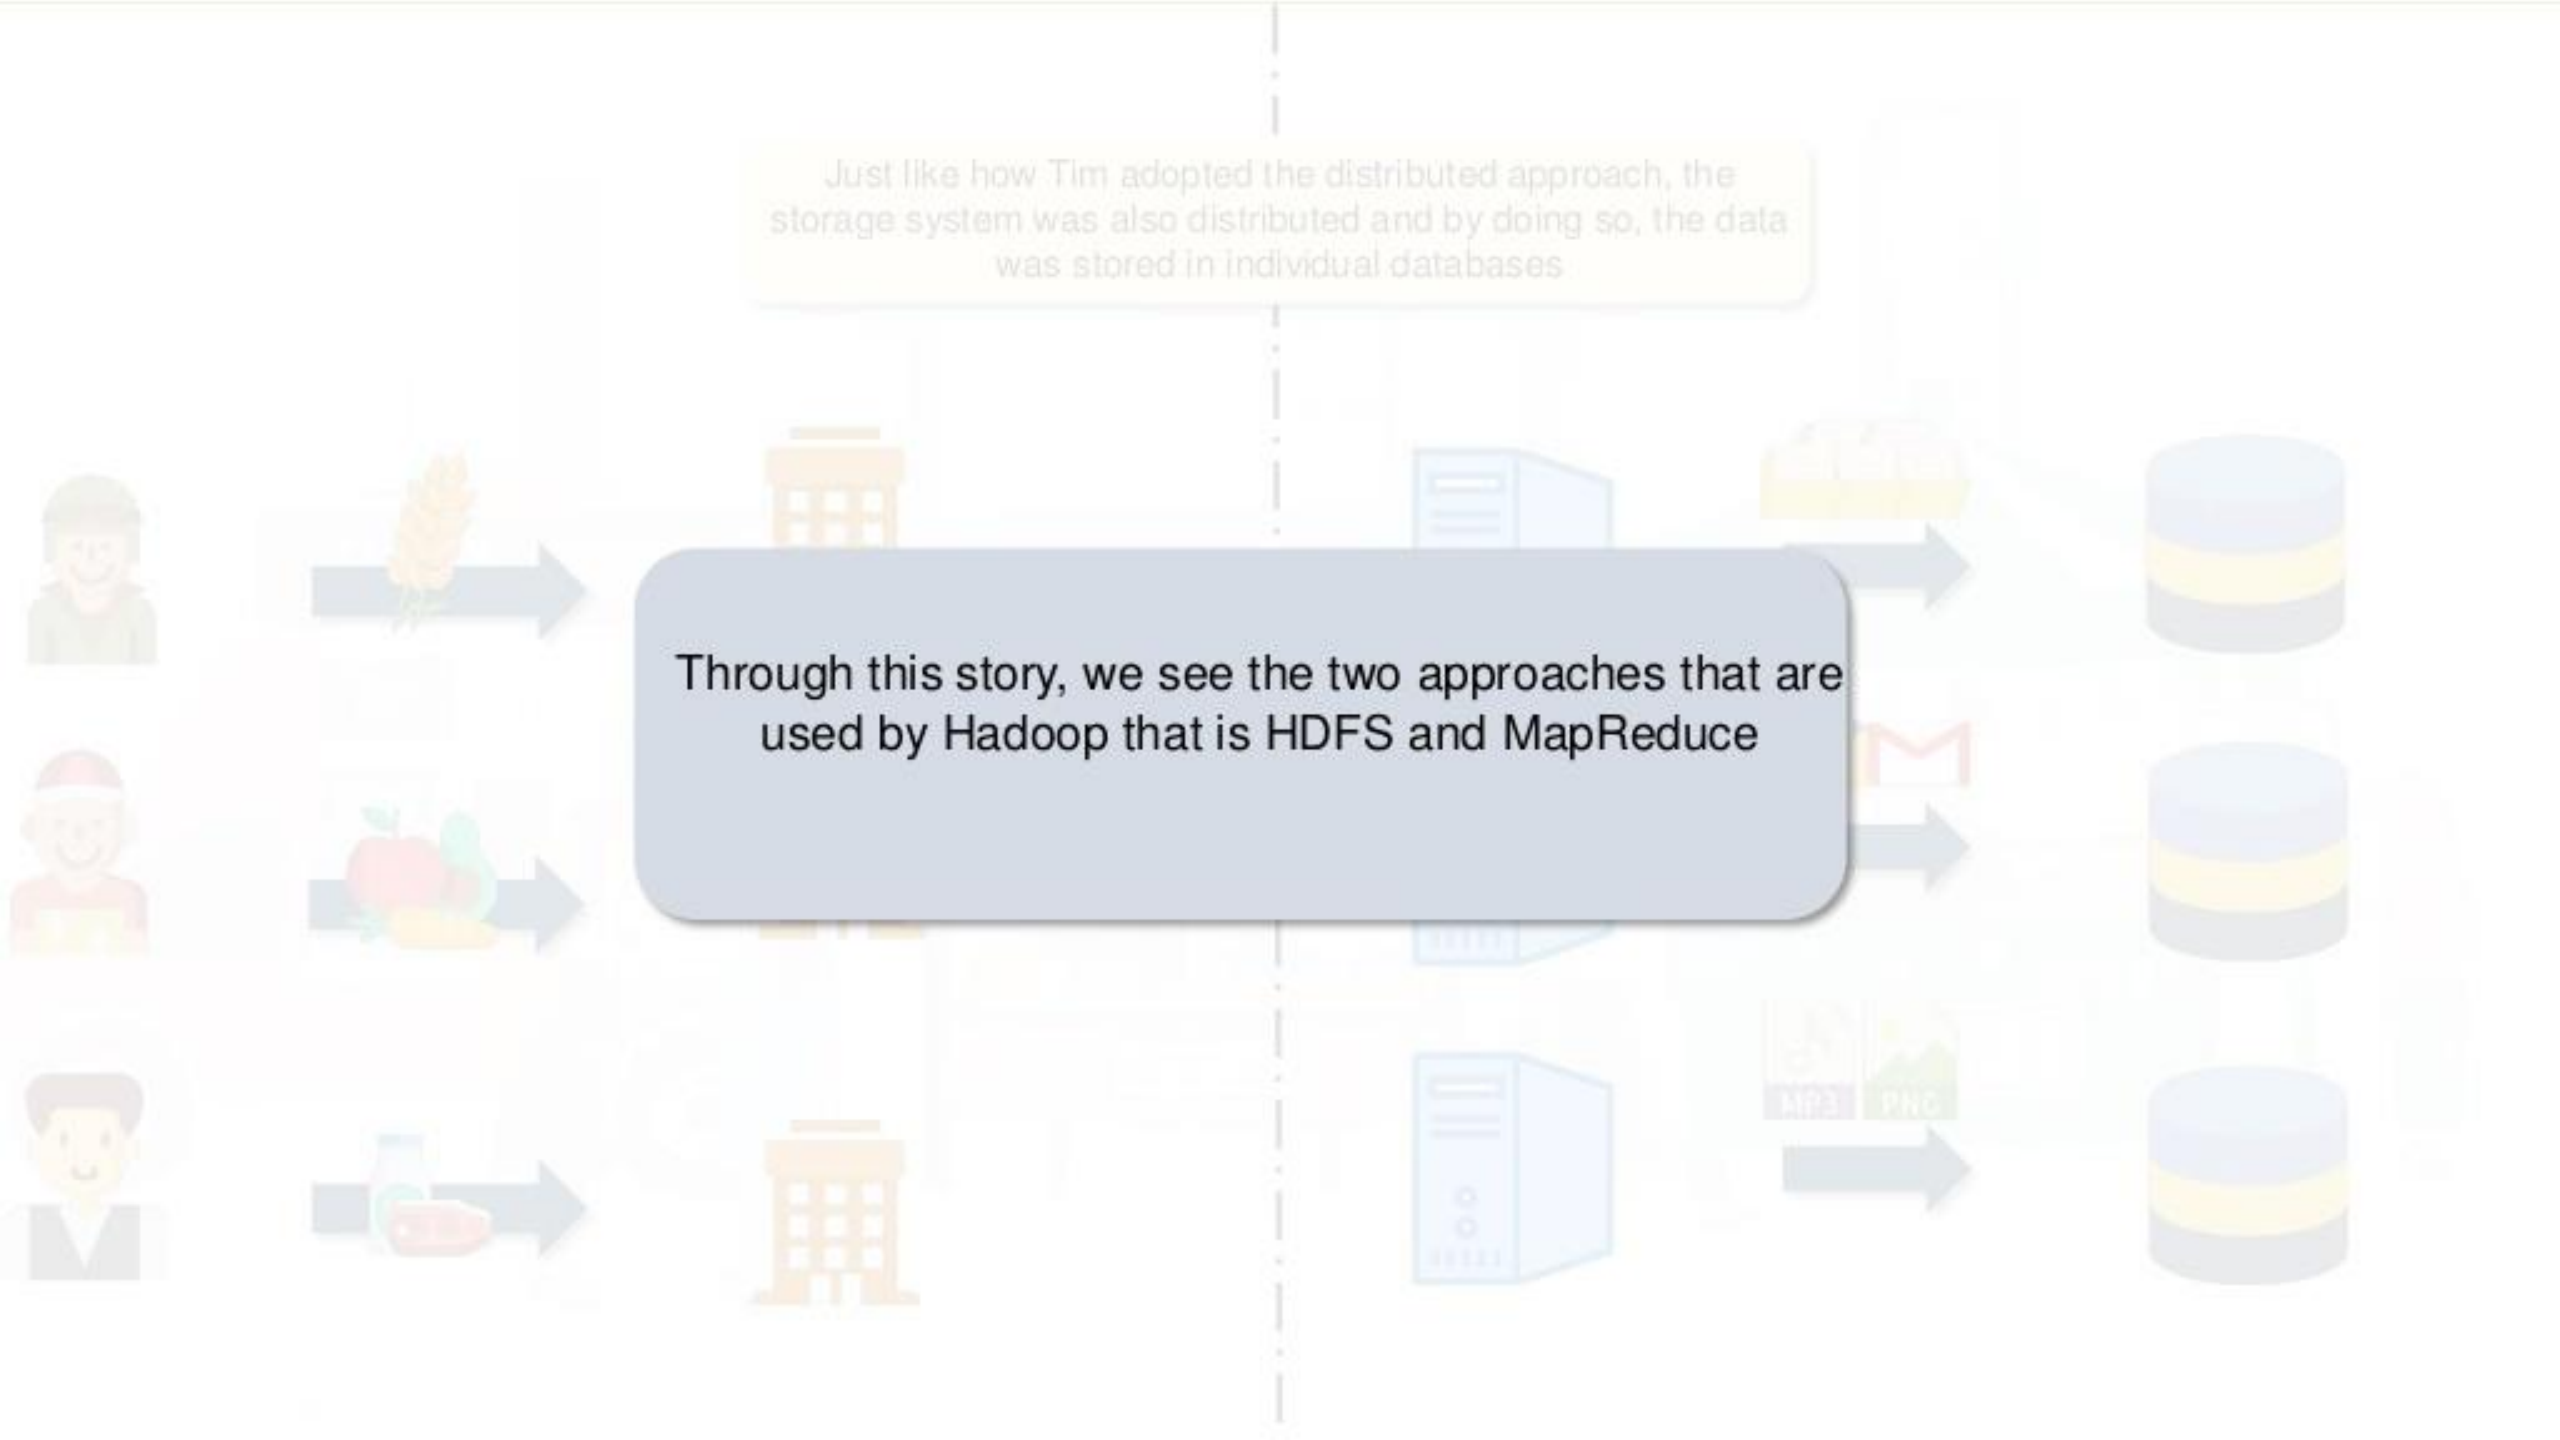 Just like how Tim adopted the distributed approach, the
storage system was also distributed and by doing so, the data
was stored in individual databases
Through this story, we see the two approaches that are
used by Hadoop that is HDFS and MapReduce
MP3 PNG